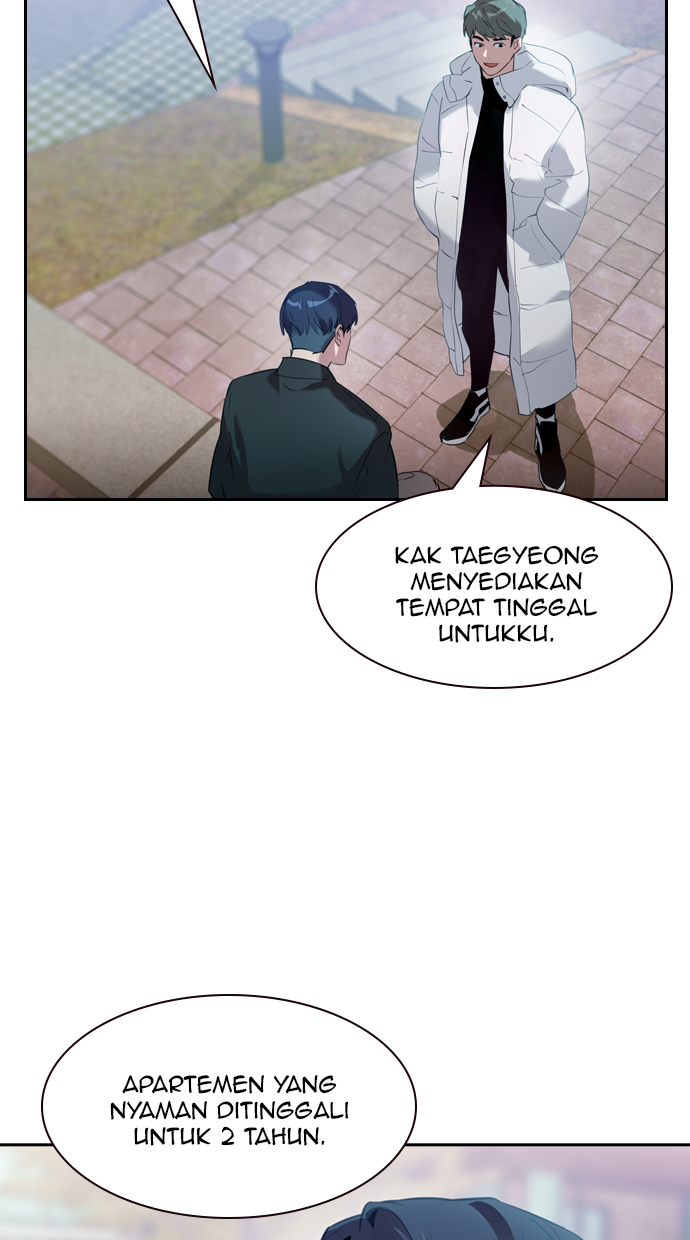 KAK TAEGYEONG
MENYEDIAKAN
TEMPAT TINGGAL
UNTUKKU.
APARTEMEN YANG
NYAMAN DITINGGALI
UNTUK 2 TAHUN.